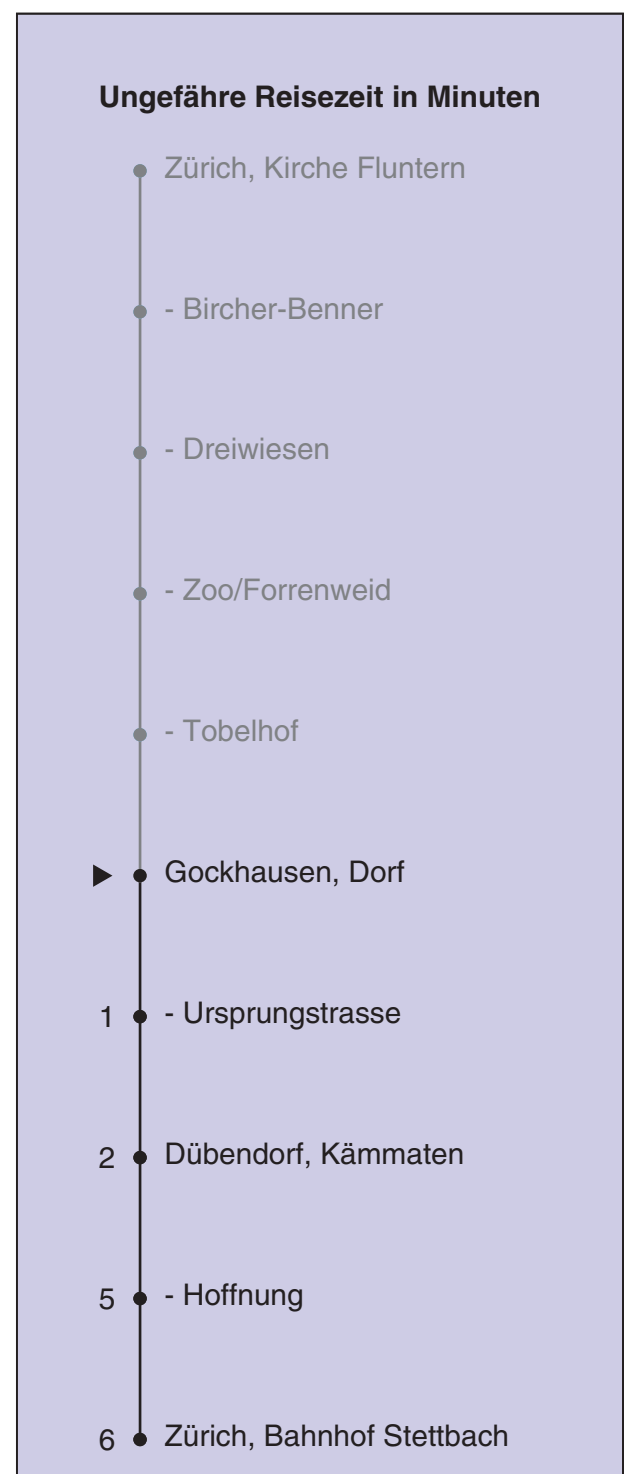 Ungefähre Reisezeit in Minuten
Zürich, Kirche Fluntern
- Bircher-Benner
- Dreiwiesen
- Zoo/Forrenweid
- Tobelhof
Gockhausen, Dorf
1 - Ursprungstrasse
2 Dübendorf, Kämmaten
5 - Hoffnung
6 Zürich, Bahnhof Stettbach